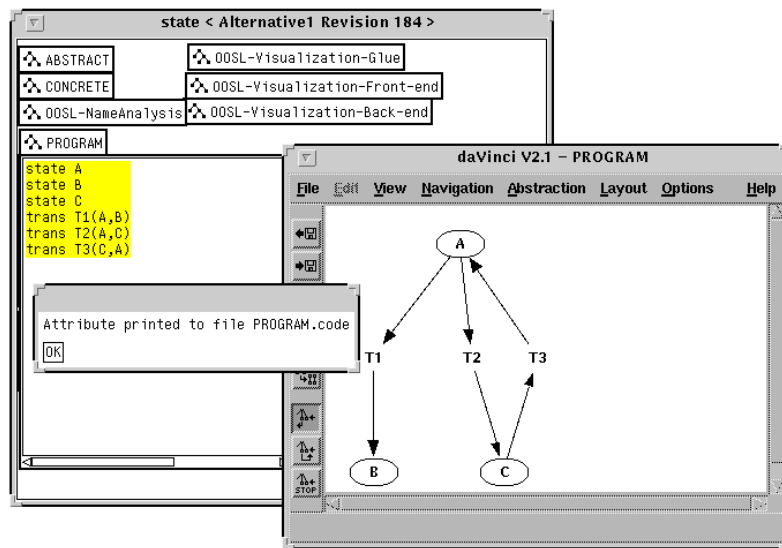 state < Alternative1 Revision 184 >
ABSTRACT
OOSL-Visualization-Glue
CONCRETE
OOSL-Visualization-Front-end
OOSL-NameAnalysis
OOSL-Visualization-Back-end
PROGRAM
state A
state B
state C
trans T1(A,B)
trans T2(A,C)
trans T3(C,A)
Attribute printed to file PROGRAM.code
OK
daVinci V2.1 – PROGRAM
File Edit View Navigation Abstraction Layout Options Help
A
T1 T2 T3
B C
STOP